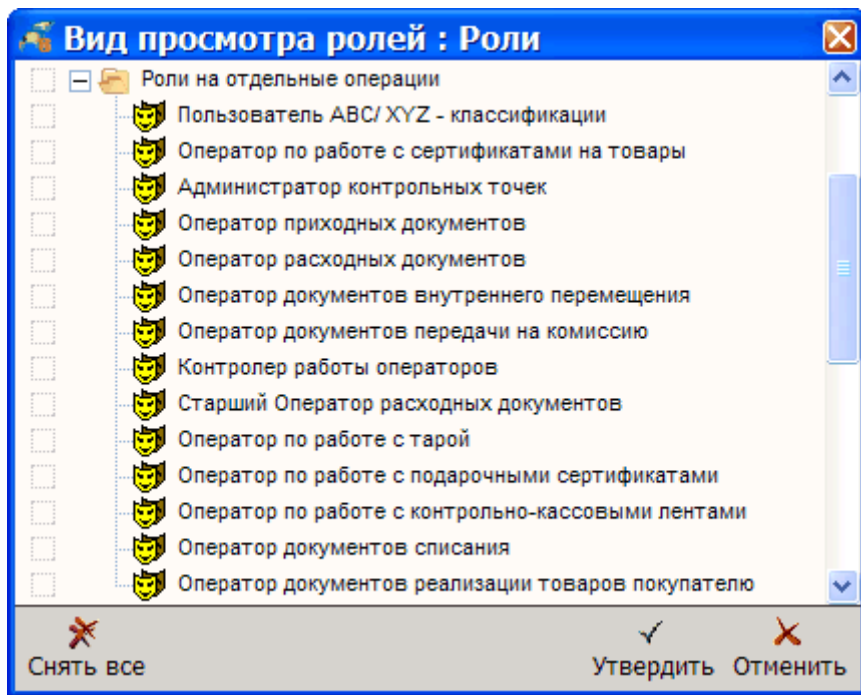 Вид просмотра ролей : Роли
Роли на отдельные операции
Пользователь ABC/ XYZ - классификации
Оператор по работе с сертификатами на товары
Администратор контрольных точек
Оператор приходных документов
Оператор расходных документов
Оператор документов внутреннего перемещения
Оператор документов передачи на комиссию
Контролер работы операторов
Старший Оператор расходных документов
Оператор по работе с тарой
Оператор по работе с подарочными сертификатами
Оператор по работе с контрольно-кассовыми лентами
Оператор документов списания
Оператор документов реализации товаров покупателю
Снять все Утвердить Отменить